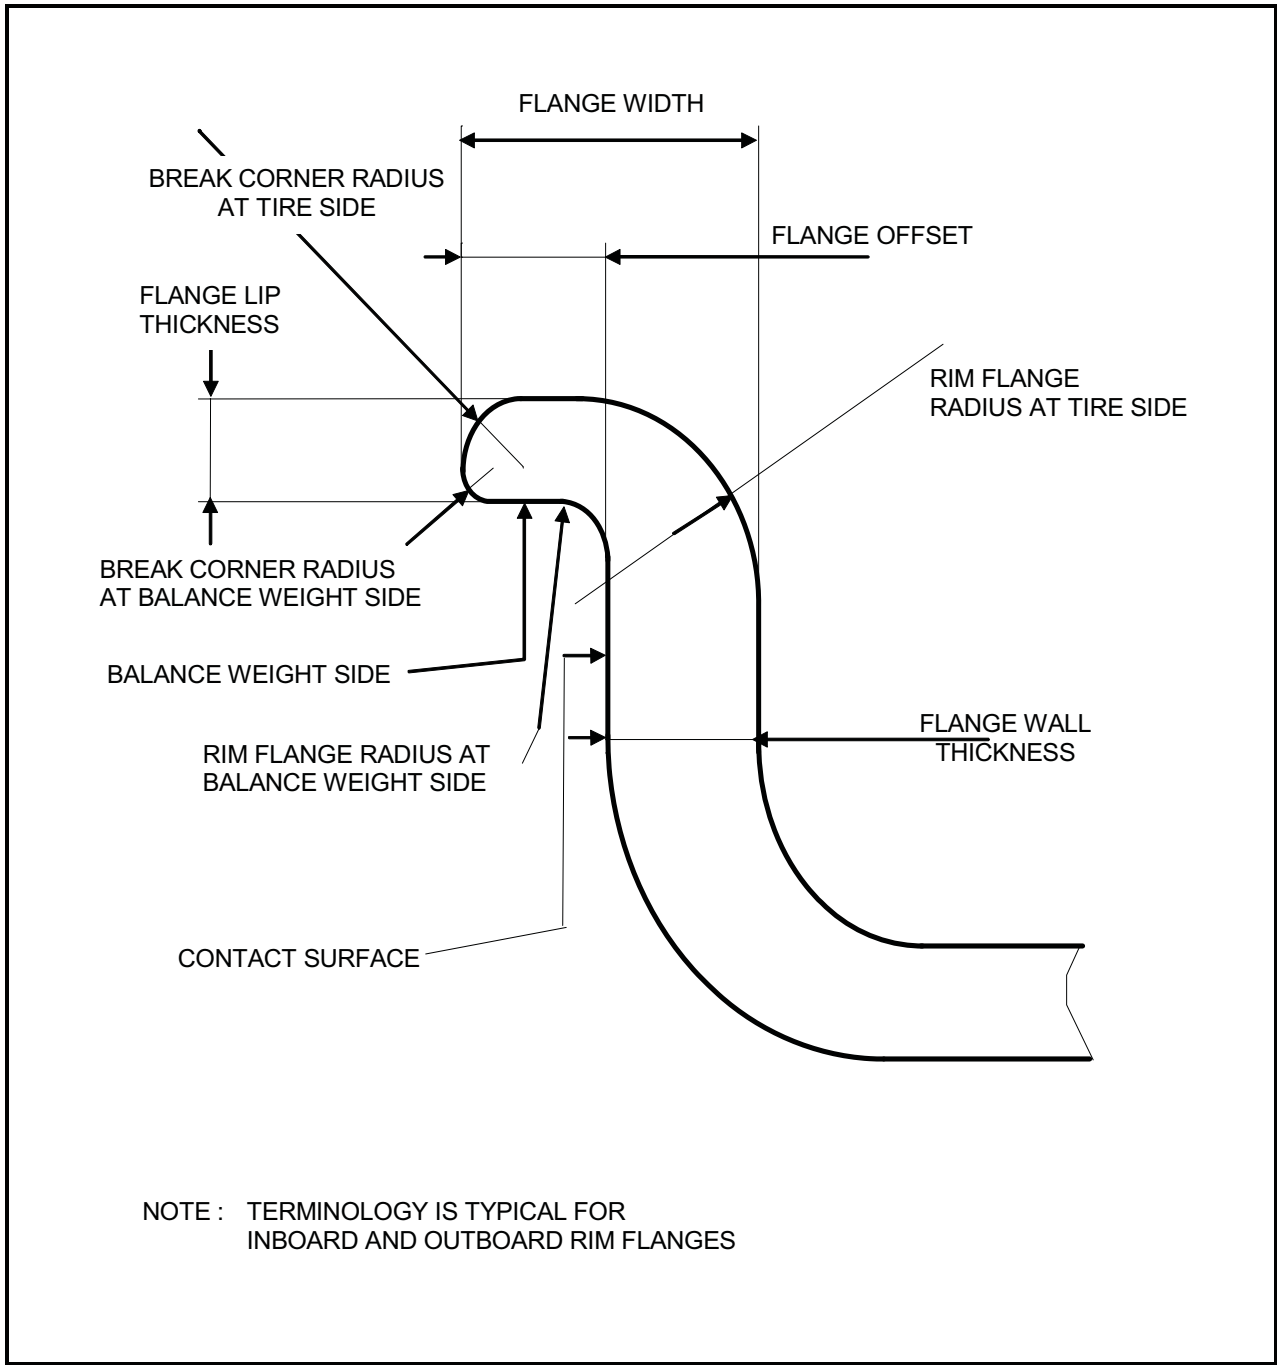 FLANGE WIDTH
BREAK CORNER RADIUS
AT TIRE SIDE
FLANGE OFFSET
FLANGE LIP
THICKNESS
RIM FLANGE
RADIUS AT TIRE SIDE
BREAK CORNER RADIUS
AT BALANCE WEIGHT SIDE
BALANCE WEIGHT SIDE
FLANGE WALL
THICKNESS
RIM FLANGE RADIUS AT
BALANCE WEIGHT SIDE
CONTACT SURFACE
NOTE : TERMINOLOGY IS TYPICAL FOR
INBOARD AND OUTBOARD RIM FLANGES